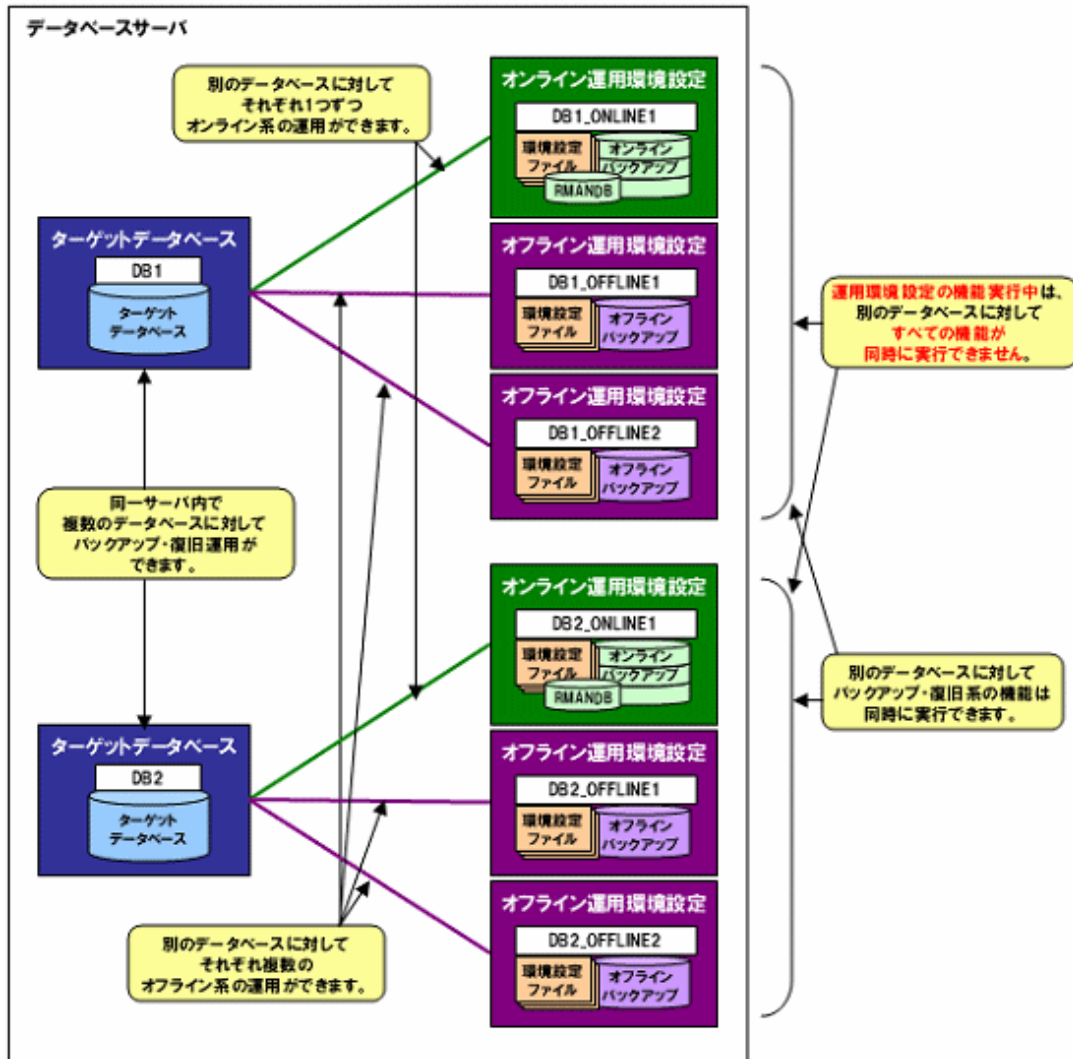 データベースサーバ
別のデータベースに対して
それぞれ1つずつ
オンライン系の運用ができます。
オンライン運用環境設定
DB1_ONLINE1
環境設定
ファイル
オンライン
バックアップ
RMANDB
ターゲットデータベース
DB1
ターゲット
データベース
オフライン運用環境設定
DB1_OFFLINE1
環境設定
ファイル
オフライン
バックアップ
運用環境設定の機能実行中は、
別のデータベースに対して
すべての機能が
同時に実行できません。
オフライン運用環境設定
DB1_OFFLINE2
環境設定
ファイル
オフライン
バックアップ
同一サーバ内で
複数のデータベースに対して
バックアップ・復旧運用が
できます。
オンライン運用環境設定
DB2_ONLINE1
環境設定
ファイル
オンライン
バックアップ
RMANDB
別のデータベースに対して
バックアップ・復旧系の機能は
同時に実行できます。
ターゲットデータベース
DB2
ターゲット
データベース
オフライン運用環境設定
DB2_OFFLINE1
環境設定
ファイル
オフライン
バックアップ
オフライン運用環境設定
DB2_OFFLINE2
環境設定
ファイル
オフライン
バックアップ
別のデータベースに対して
それぞれ複数の
オフライン系の運用ができます。